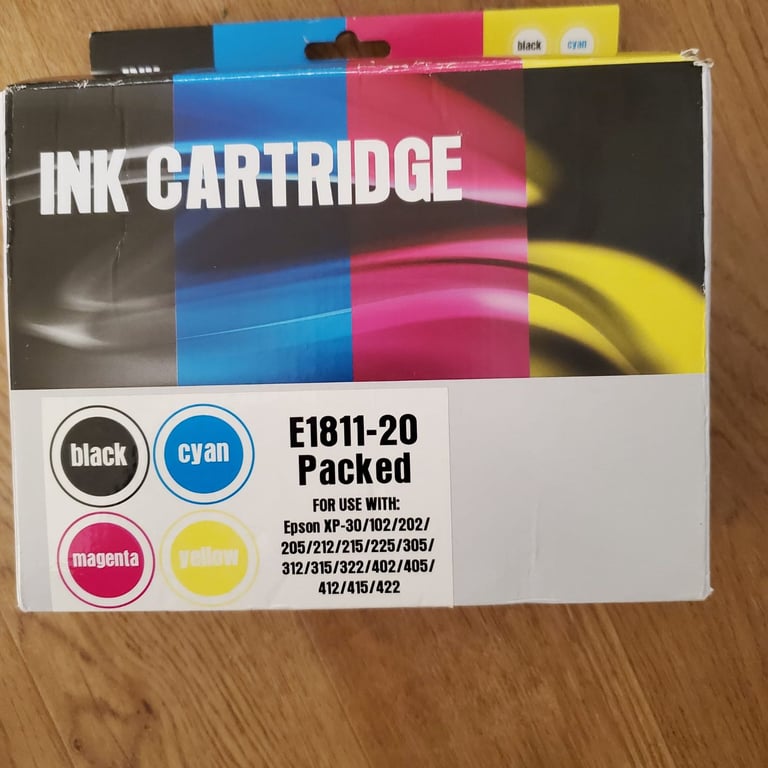 black cyan
INK CARTRIDGE
black cyan
magenta yellow
E1811-20
Packed
FOR USE WITH:
Epson XP-30/102/202/
205/212/215/225/305/
312/315/322/402/405/
412/415/422